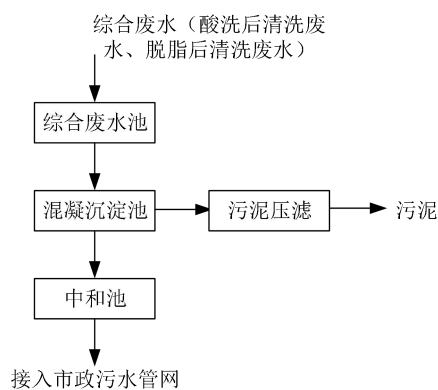 综合废水（酸洗后清洗废
水、脱脂后清洗废水）
综合废水池
混凝沉淀池
污泥压滤
污泥
中和池
接入市政污水管网